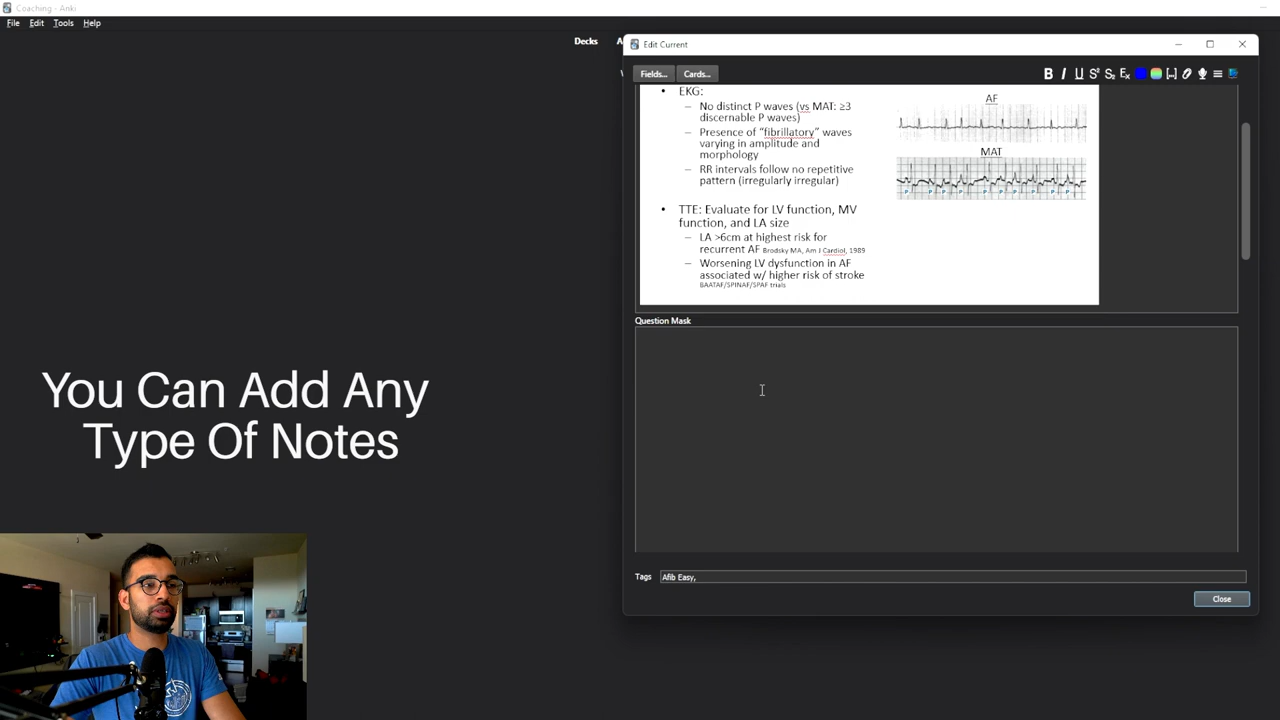 Coaching - Anki
File Edit Tools Help
Decks
Edit Current
Fields... Cards...
• EKG:
– No distinct P waves (vs MAT: ≥3
discernable P waves)
– Presence of “fibrillatory” waves
varying in amplitude and
morphology
– RR intervals follow no repetitive
pattern (irregularly irregular)
AF
MAT
P P P P P P P P P P
• TTE: Evaluate for LV function, MV
function, and LA size
– LA >6cm at highest risk for
recurrent AF Brodsky MA, Am J Cardiol, 1989
– Worsening LV dysfunction in AF
associated w/ higher risk of stroke
BAATAF/SPINAF/SPAF trials
Question Mask
You Can Add Any
Type Of Notes
Tags Afib Easy,
Close